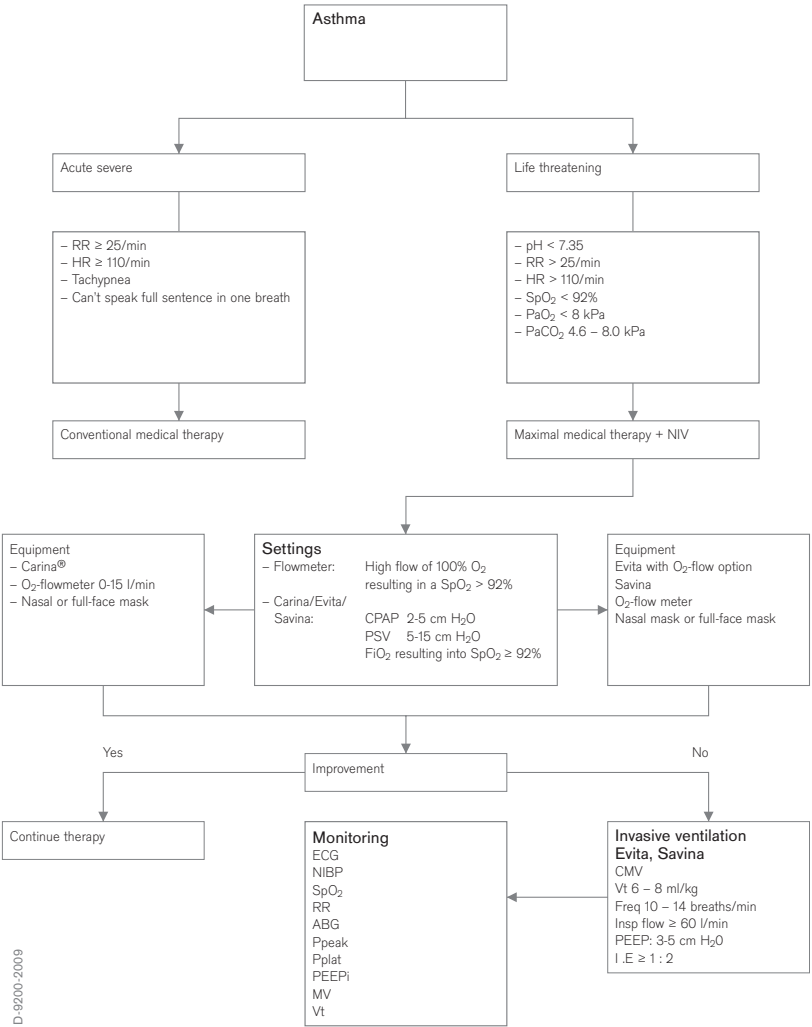 Asthma
Acute severe
Life threatening
– RR ≥ 25/min
– HR ≥ 110/min
– Tachypnea
– Can't speak full sentence in one breath
– pH < 7.35
– RR > 25/min
– HR > 110/min
– SpO₂ < 92%
– PaO₂ < 8 kPa
– PaCO₂ 4.6 – 8.0 kPa
Conventional medical therapy
Maximal medical therapy + NIV
Equipment
– Carina®
– O₂-flowmeter 0-15 l/min
– Nasal or full-face mask
Settings
– Flowmeter: High flow of 100% O₂
resulting in a SpO₂ > 92%
– Carina/Evita/
Savina: CPAP 2-5 cm H₂O
PSV 5-15 cm H₂O
FiO₂ resulting into SpO₂ ≥ 92%
Equipment
Evita with O₂-flow option
Savina
O₂-flow meter
Nasal mask or full-face mask
Yes
No
Improvement
Continue therapy
Monitoring
ECG
NIBP
SpO₂
RR
ABG
Ppeak
Pplat
PEEPi
MV
Vt
Invasive ventilation
Evita, Savina
CMV
Vt 6 – 8 ml/kg
Freq 10 – 14 breaths/min
Insp flow ≥ 60 l/min
PEEP: 3-5 cm H₂0
I .E ≥ 1 : 2
D-9200-2009